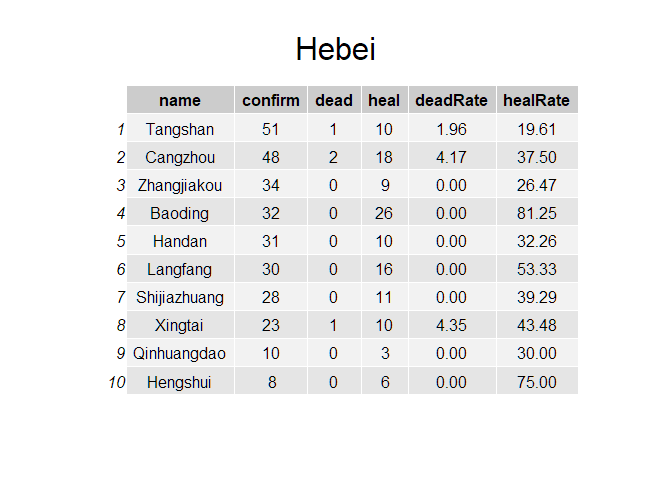 Hebei
name confirm dead heal deadRate healRate
1 Tangshan 51 1 10 1.96 19.61
2 Cangzhou 48 2 18 4.17 37.50
3 Zhangjiakou 34 0 9 0.00 26.47
4 Baoding 32 0 26 0.00 81.25
5 Handan 31 0 10 0.00 32.26
6 Langfang 30 0 16 0.00 53.33
7 Shijiazhuang 28 0 11 0.00 39.29
8 Xingtai 23 1 10 4.35 43.48
9 Qinhuangdao 10 0 3 0.00 30.00
10 Hengshui 8 0 6 0.00 75.00